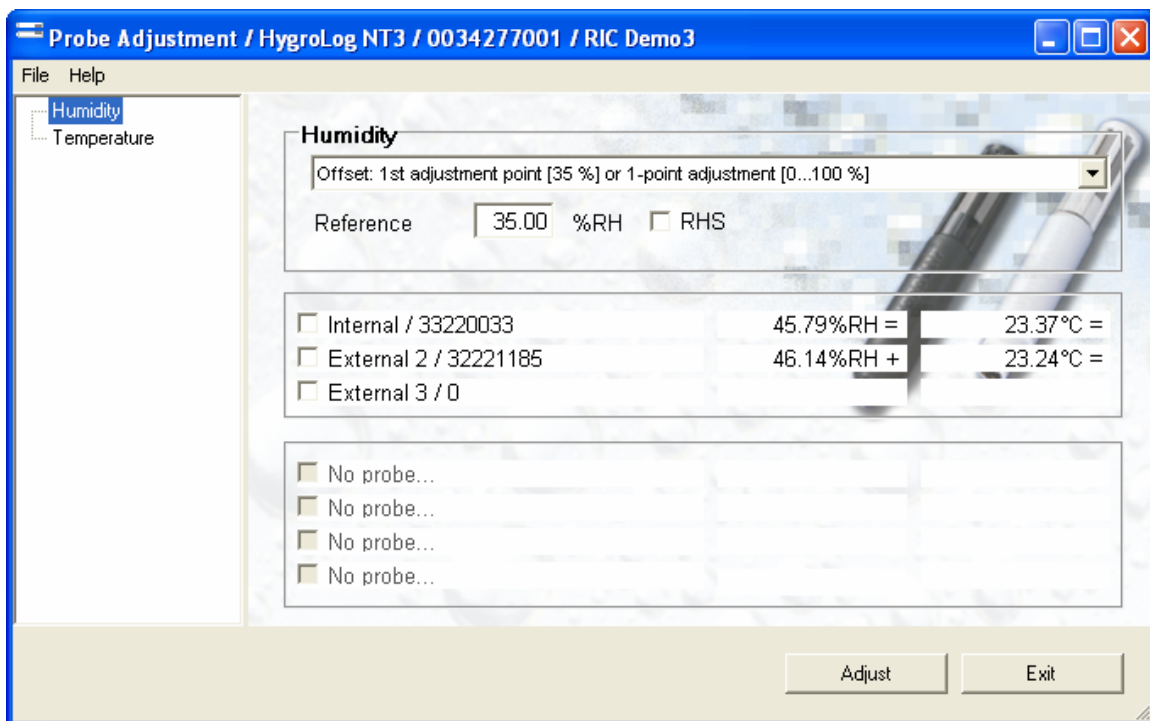 Probe Adjustment / HygroLog NT3 / 0034277001 / RIC Demo3
File Help
Humidity
Temperature
Humidity
Offset: 1st adjustment point [35 %] or 1-point adjustment [0...100 %]
Reference 35.00 %RH RHS
Internal / 33220033 45.79%RH = 23.37°C =
External 2 / 32221185 46.14%RH + 23.24°C =
External 3 / 0
No probe...
No probe...
No probe...
No probe...
Adjust Exit